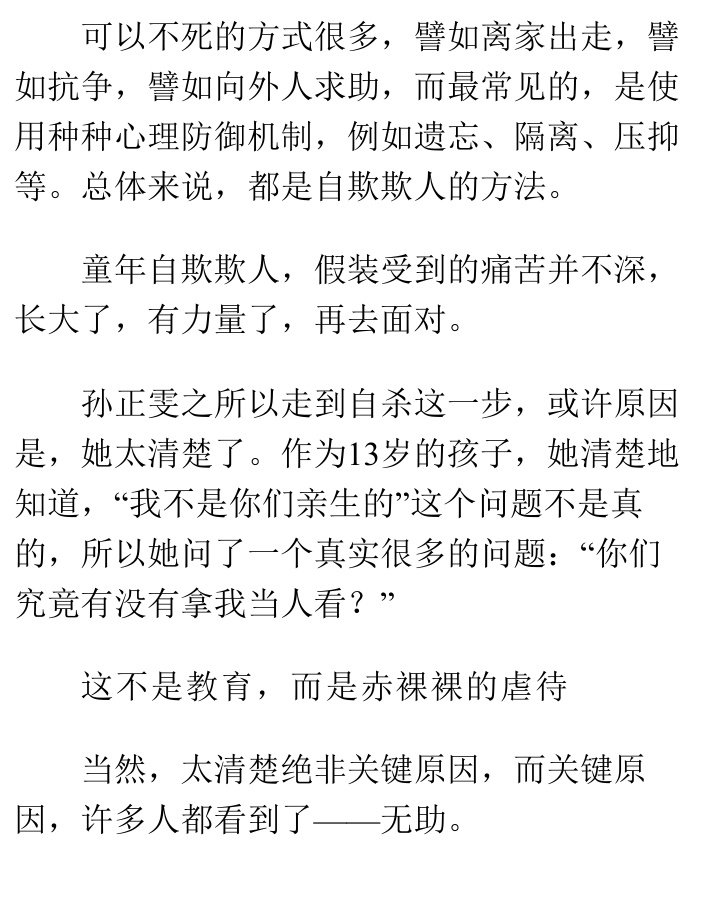 可以不死的方式很多，譬如离家出走，譬
如抗争，譬如向外人求助，而最常见的，是使
用种种心理防御机制，例如遗忘、隔离、压抑
等。总体来说，都是自欺欺人的方法。
童年自欺欺人，假装受到的痛苦并不深，
长大了，有力量了，再去面对。
孙正雯之所以走到自杀这一步，或许原因
是，她太清楚了。作为13岁的孩子，她清楚地
知道，“我不是你们亲生的”这个问题不是真
的，所以她问了一个真实很多的问题：“你们
究竟有没有拿我当人看？”
这不是教育，而是赤裸裸的虐待
当然，太清楚绝非关键原因，而关键原
因，许多人都看到了——无助。